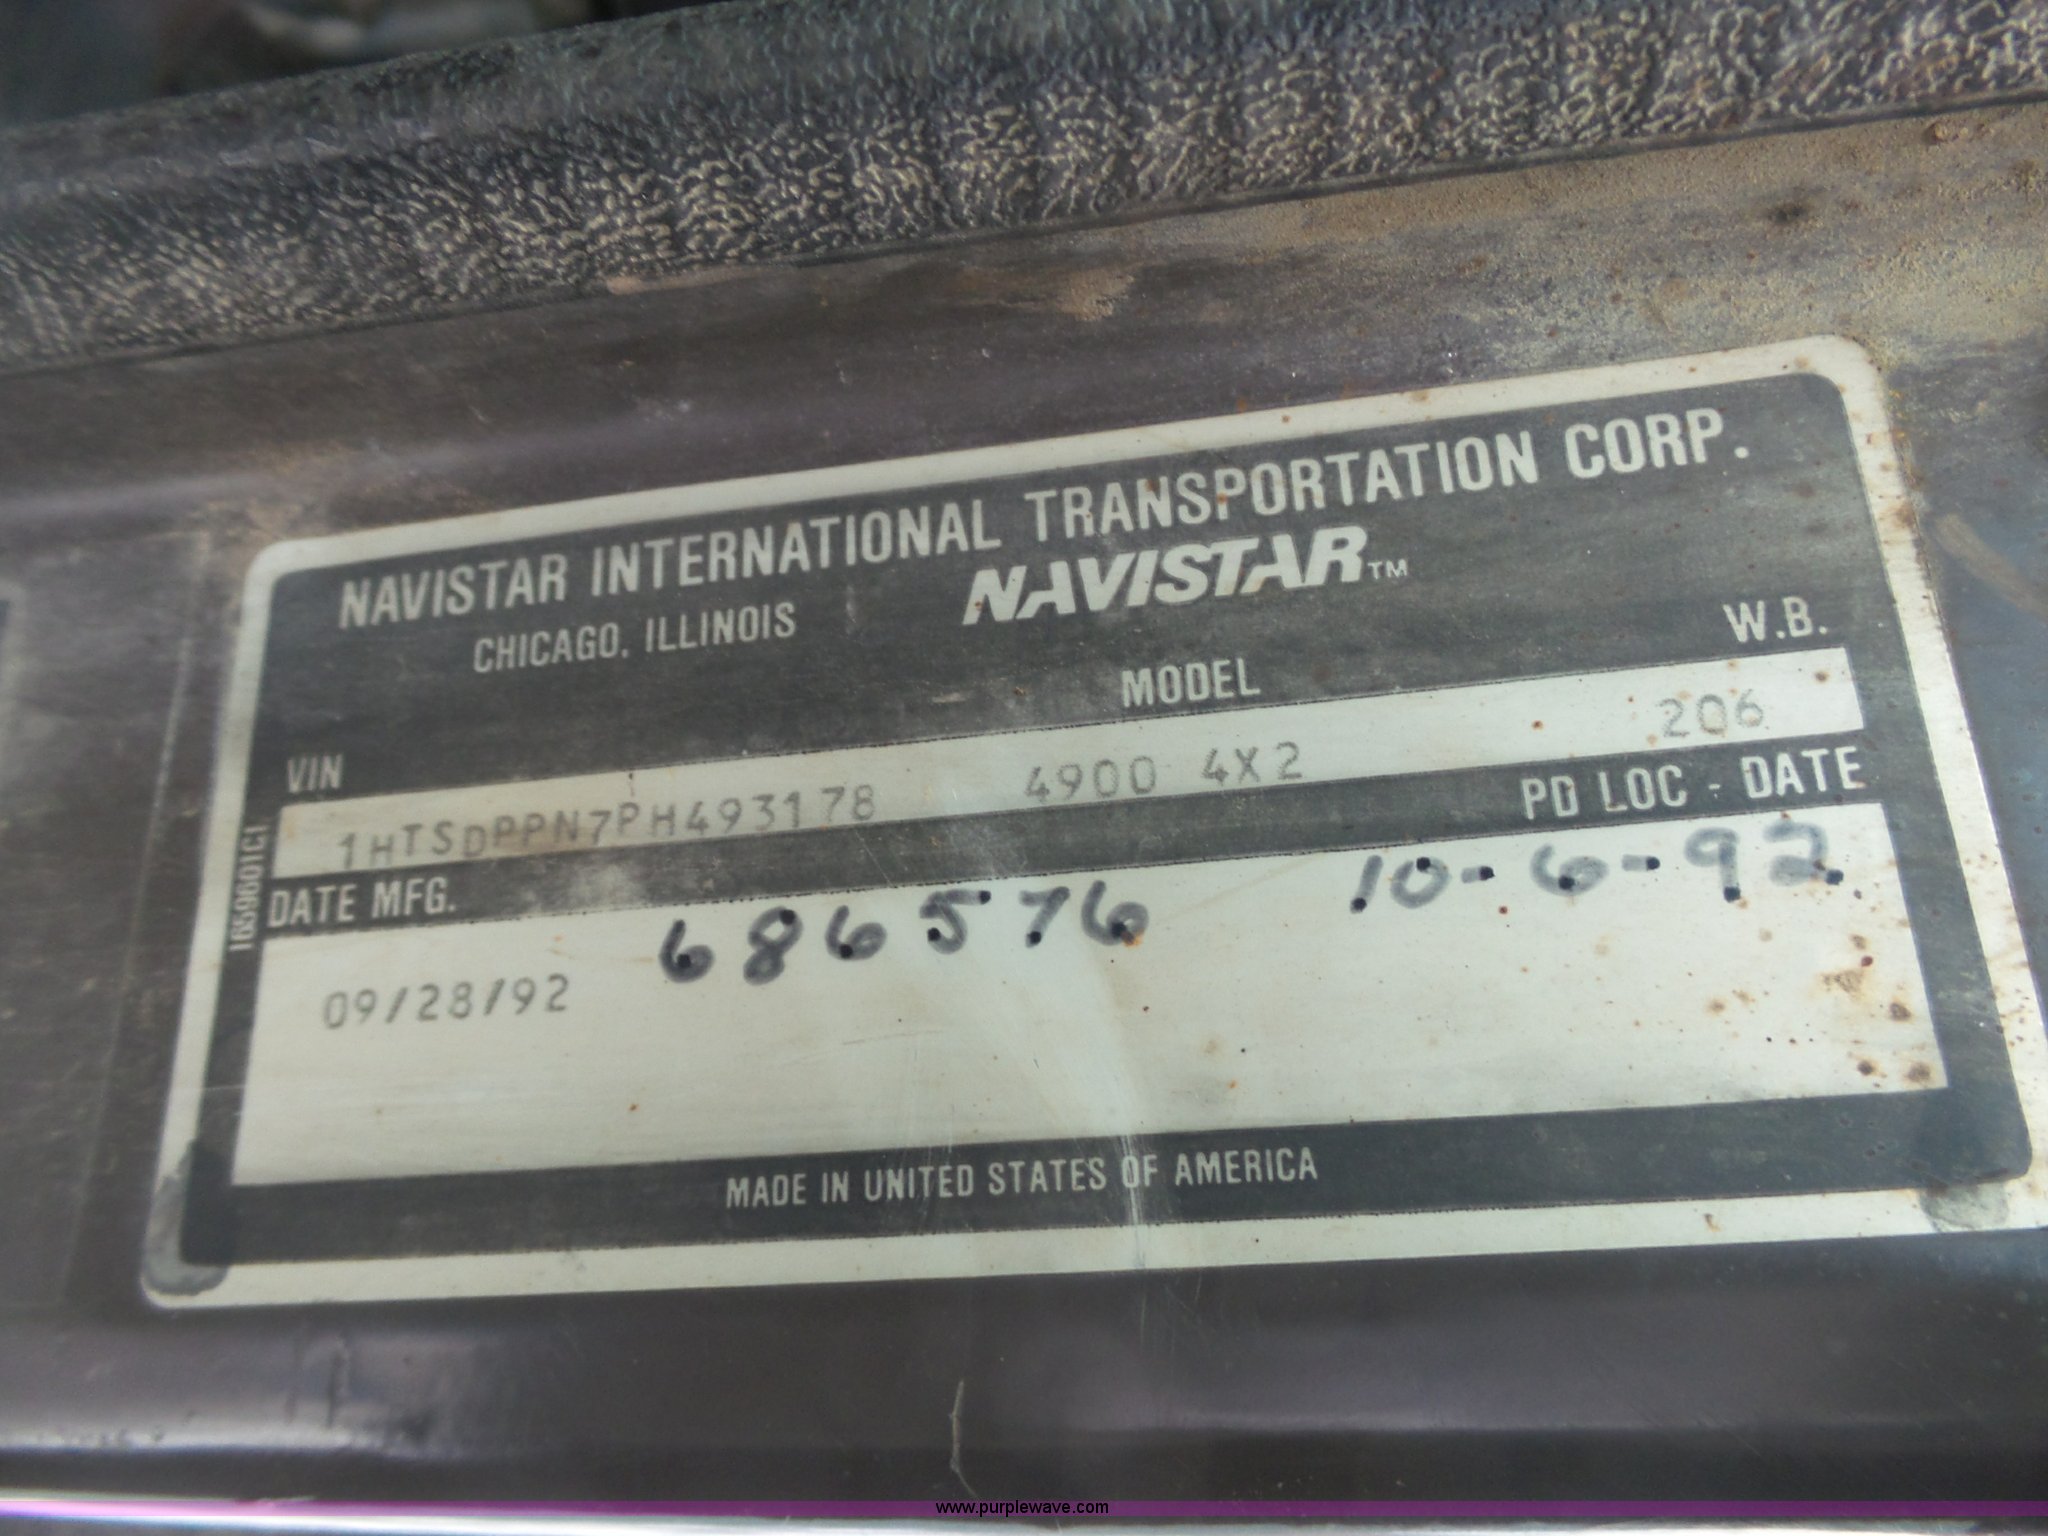 NAVISTAR INTERNATIONAL TRANSPORTATION CORP.
CHICAGO, ILLINOIS NAVISTAR™
VIN MODEL W.B.
1HTSDPPN7PH493178 4900 4X2 206
DATE MFG. PD LOC - DATE
09/28/92 686576 10-6-92
1659601C1
MADE IN UNITED STATES OF AMERICA
www.purplewave.com